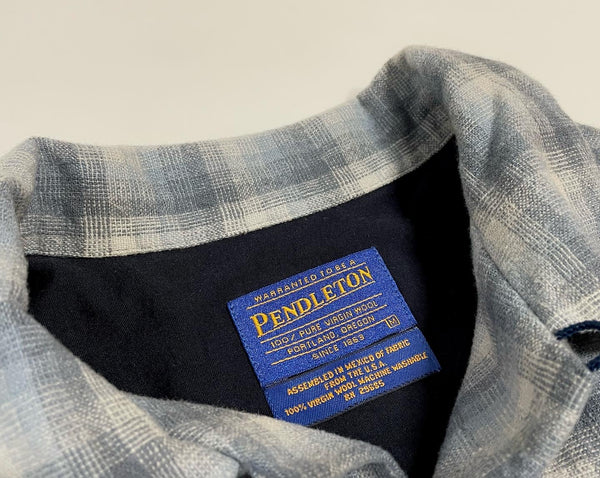 WARRANTED TO BE A
PENDLETON
100% PURE VIRGIN WOOL
PORTLAND, OREGON
M
SINCE 1863
ASSEMBLED IN MEXICO OF FABRIC
FROM THE U.S.A.
100% VIRGIN WOOL MACHINE WASHABLE
RN 29685